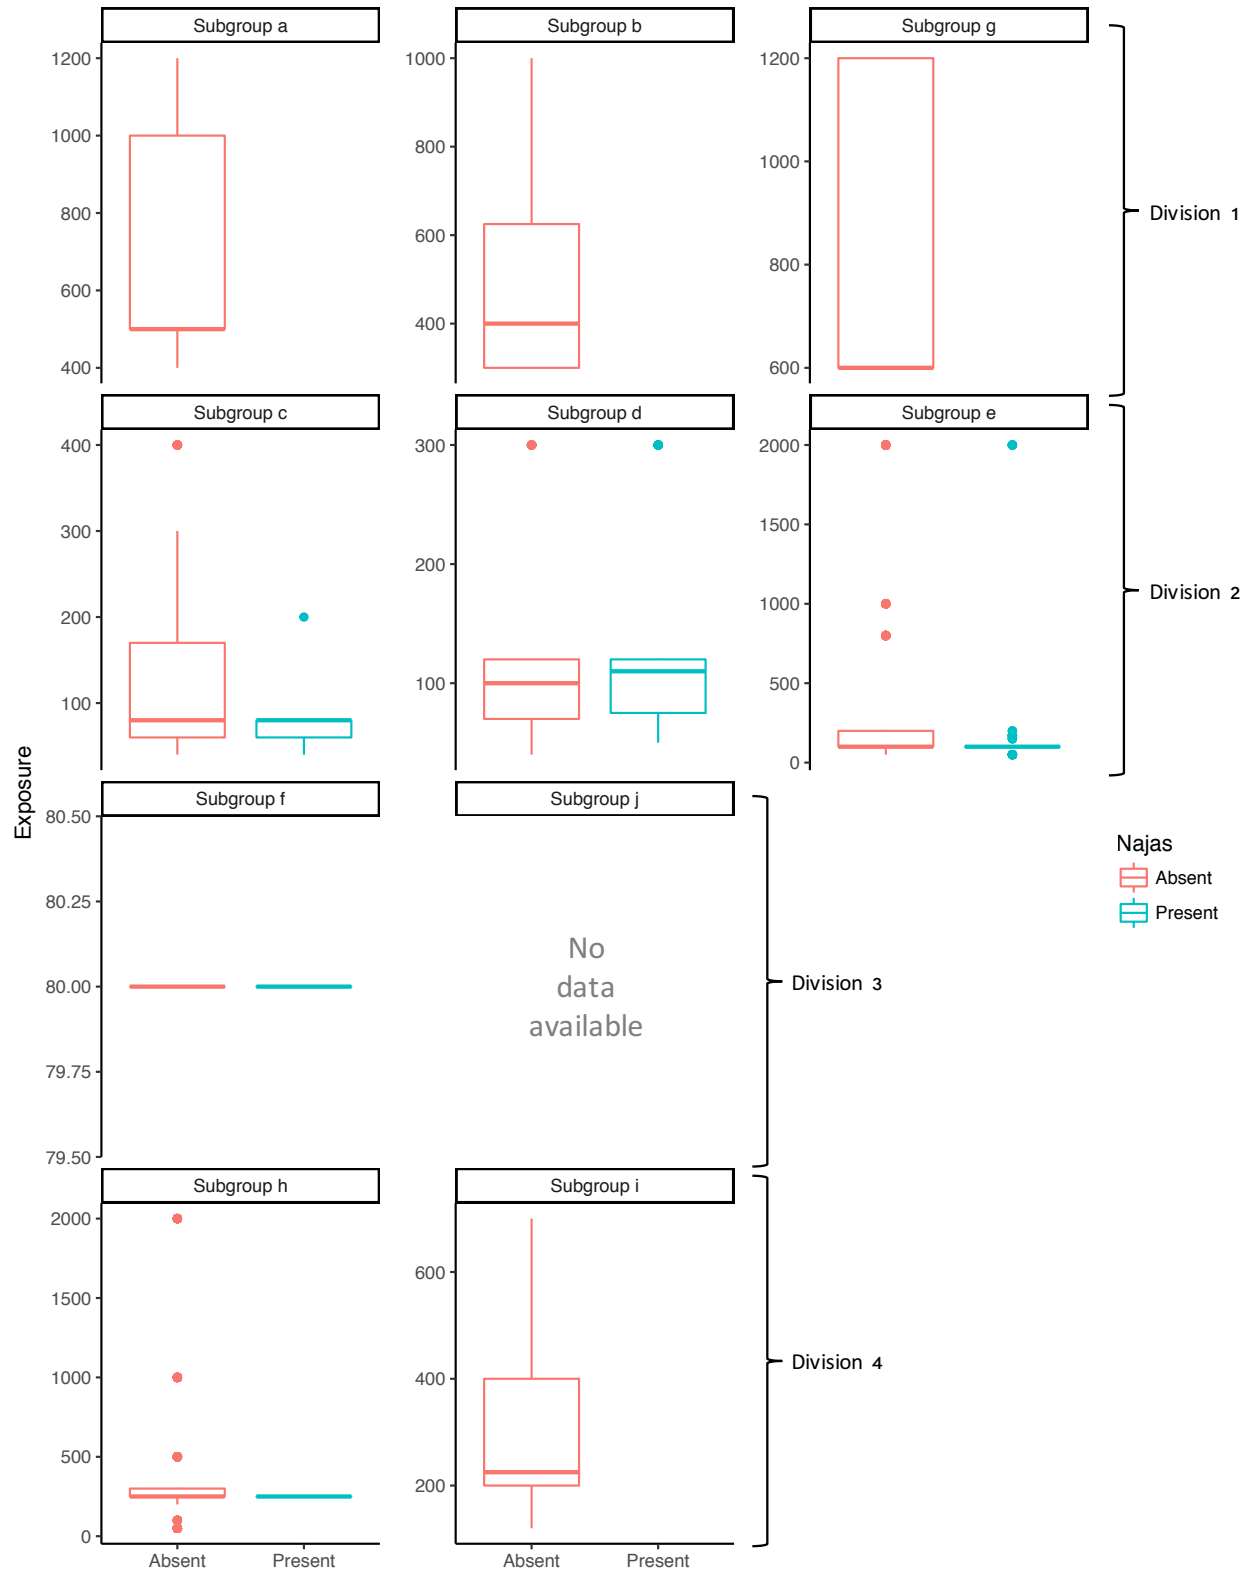 Subgroup a
Subgroup b
Subgroup g
1200
1000
800
600
400
1000
800
600
400
1200
1000
800
600
Division 1
Subgroup c
Subgroup d
Subgroup e
400
300
200
100
300
200
100
2000
1500
1000
500
0
Division 2
Exposure
Subgroup f
Subgroup j
80.50
80.25
80.00
79.75
79.50
No
data
available
Division 3
Najas
Absent
Present
Subgroup h
Subgroup i
2000
1500
1000
500
0
600
400
200
Division 4
Absent
Present
Absent
Present